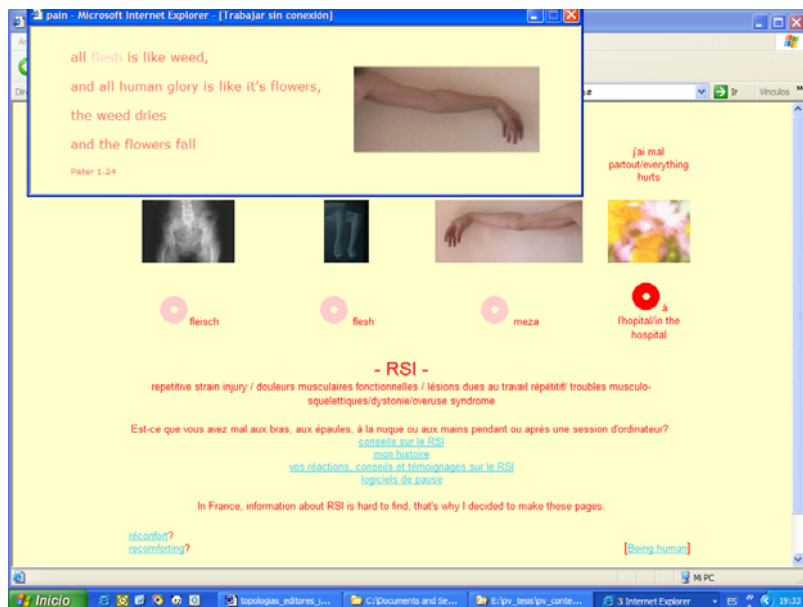 pain - Microsoft Internet Explorer - [Trabajar sin conexión]
all flesh is like weed,
and all human glory is like it's flowers,
the weed dries
and the flowers fall
Peter 1.24
Ir
Vínculos
j'ai mal
partout/everything
hurts
fleisch
flesh
meza
à
l'hopital/in the
hospital
- RSI -
repetitive strain injury / douleurs musculaires fonctionnelles / lésions dues au travail répétitif/ troubles musculo-
squelettiques/dystonie/overuse syndrome
Est-ce que vous avez mal aux bras, aux épaules, à la nuque ou aux mains pendant ou après une session d'ordinateur?
conseils sur le RSI
mon histoire
vos réactions, conseils et témoignages sur le RSI
logiciels de pause
In France, information about RSI is hard to find, that's why I decided to make these pages.
réconfort?
recomforting?
[Being human]
Mi PC
Inicio
topologias_editores_i...
C:\Documents and Se...
E:\pv_tesis\pv_conte...
3 Internet Explorer
ES
19:33